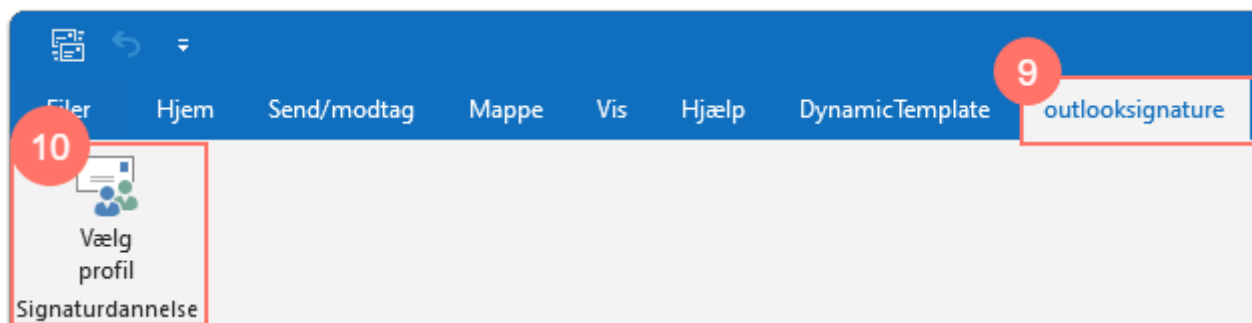 9
Filer Hjem Send/modtag Mappe Vis Hjælp DynamicTemplate outlooksignature
10
Vælg
profil
Signaturdannelse